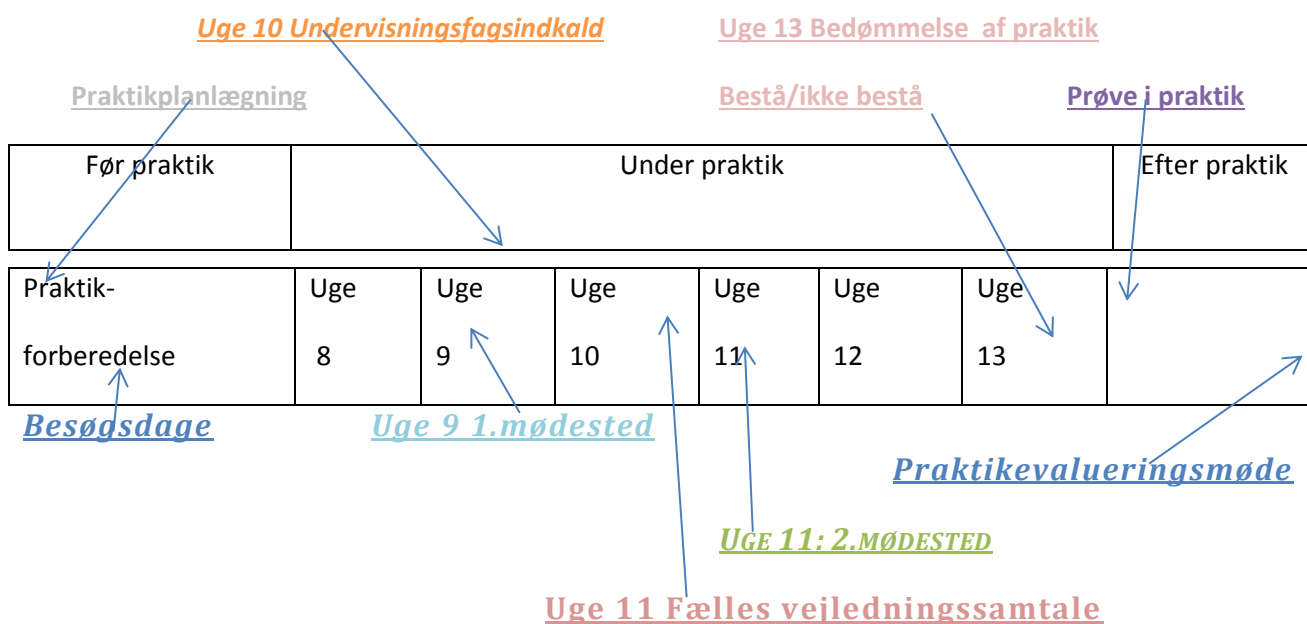 Uge 10 Undervisningsfagsindkald
Uge 13 Bedømmelse af praktik
Praktikplanlægning
Bestå/ikke bestå
Prøve i praktik
Før praktik
Under praktik
Efter praktik
Praktik-
forberedelse
Uge
8
Uge
9
Uge
10
Uge
11
Uge
12
Uge
13
Besøgsdage
Uge 9 1.mødested
Praktikevalueringsmøde
UGE 11: 2.MØDESTED
Uge 11 Fælles vejledningssamtale